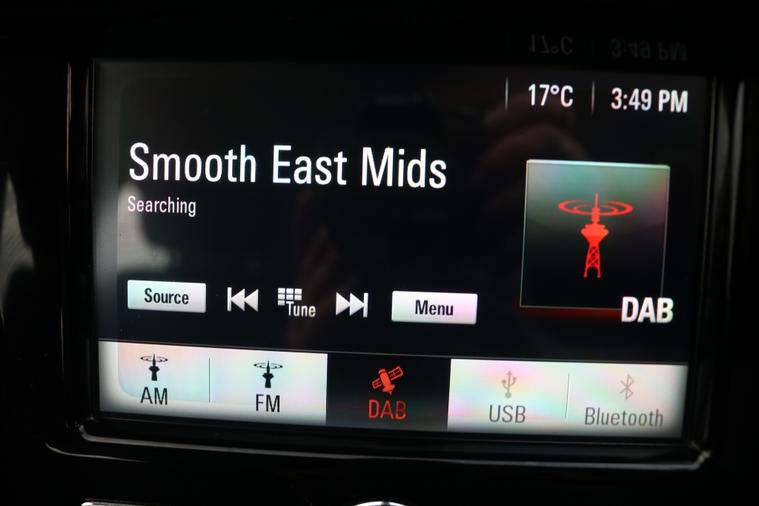 17°C 3:49 PM
Smooth East Mids
Searching
DAB
Source Tune Menu
AM FM DAB USB Bluetooth